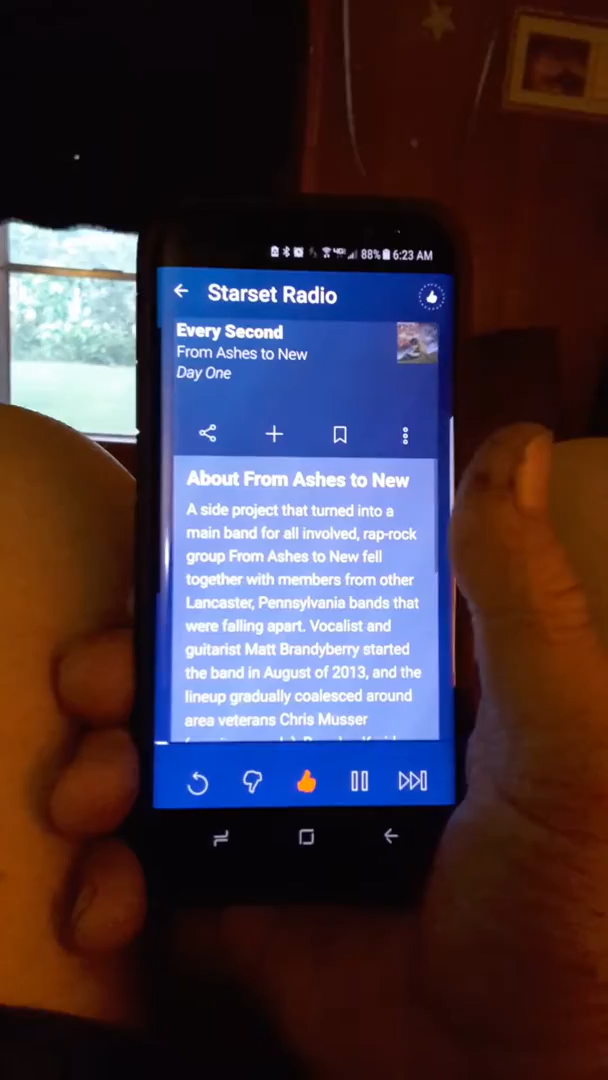 88% 6:23 AM
Starset Radio
Every Second
From Ashes to New
Day One
About From Ashes to New
A side project that turned into a
main band for all involved, rap-rock
group From Ashes to New fell
together with members from other
Lancaster, Pennsylvania bands that
were falling apart. Vocalist and
guitarist Matt Brandyberry started
the band in August of 2013, and the
lineup gradually coalesced around
area veterans Chris Musser